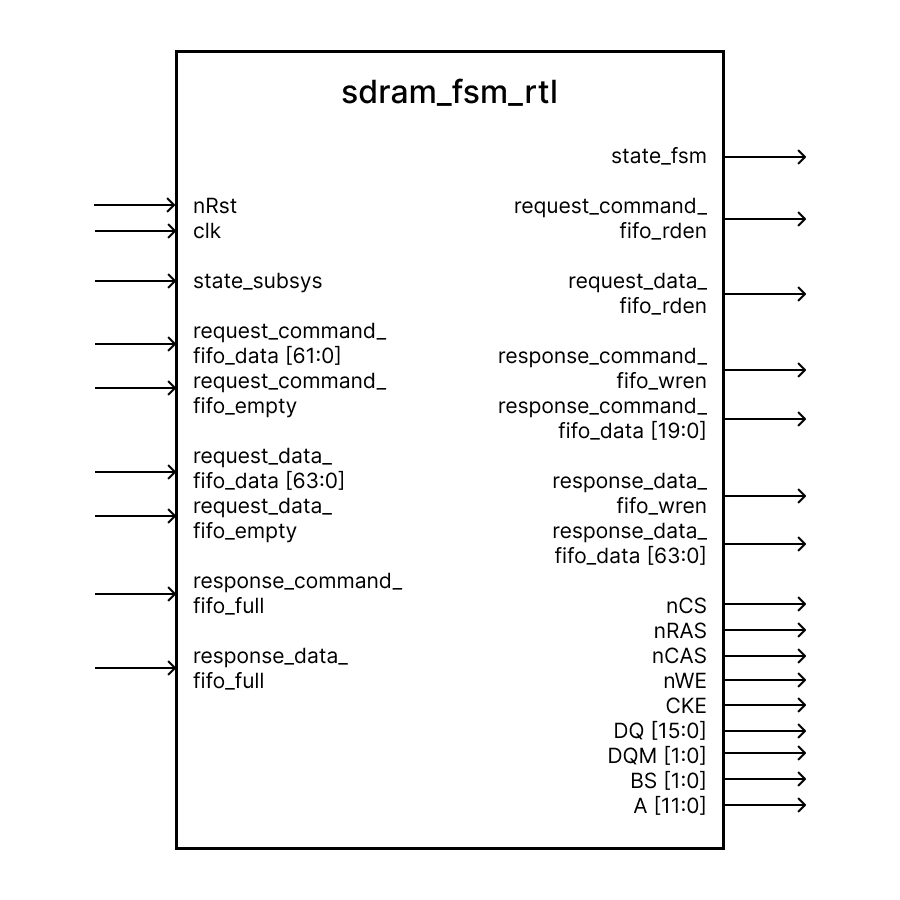 sdram_fsm_rtl
nRst
clk
state_subsys
request_command_
fifo_data [61:0]
request_command_
fifo_empty
request_data_
fifo_data [63:0]
request_data_
fifo_empty
response_command_
fifo_full
response_data_
fifo_full
state_fsm
request_command_
fifo_rden
request_data_
fifo_rden
response_command_
fifo_wren
response_command_
fifo_data [19:0]
response_data_
fifo_wren
response_data_
fifo_data [63:0]
nCS
nRAS
nCAS
nWE
CKE
DQ [15:0]
DQM [1:0]
BS [1:0]
A [11:0]